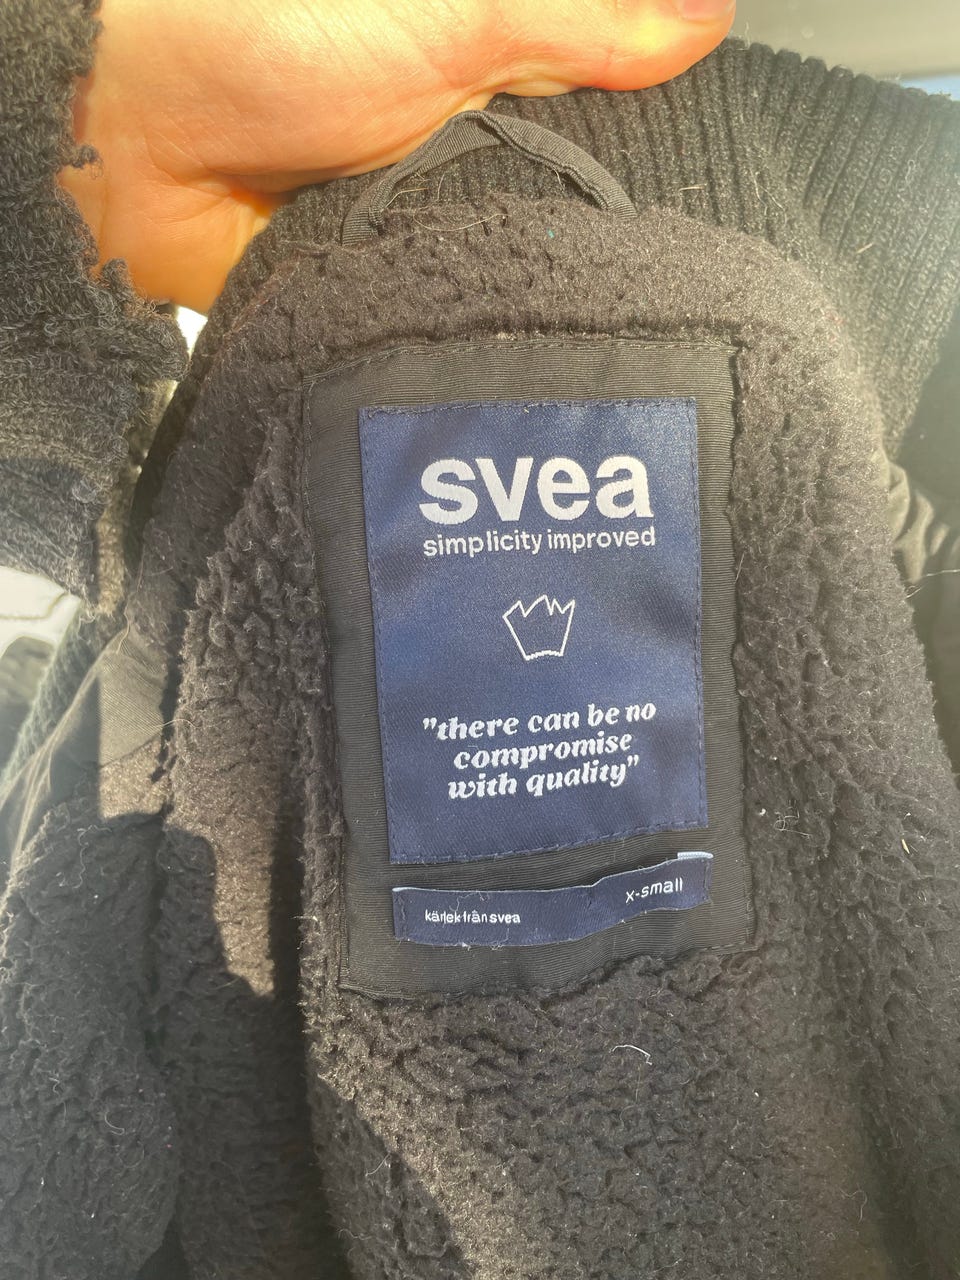 svea
simplicity improved
"there can be no
compromise
with quality"
kärlek från svea
x-small